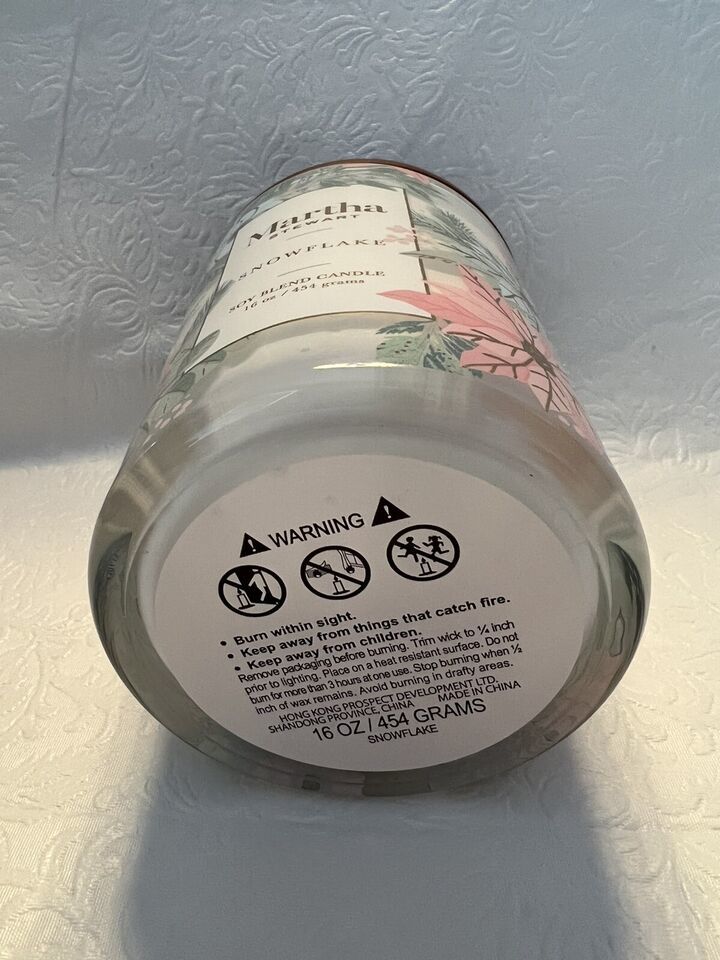 Martha
STEWART
SNOWFLAKE
SOY BLEND CANDLE
16 oz / 454 grams
WARNING
• Burn within sight.
• Keep away from things that catch fire.
• Keep away from children.
Remove packaging before burning. Trim wick to ¼ inch
prior to lighting. Place on a heat resistant surface. Do not
burn for more than 3 hours at one use. Stop burning when ½
inch of wax remains. Avoid burning in drafty areas.
HONG KONG PROSPECT DEVELOPMENT LTD.
SHANDONG PROVINCE, CHINA MADE IN CHINA
16 OZ / 454 GRAMS
SNOWFLAKE